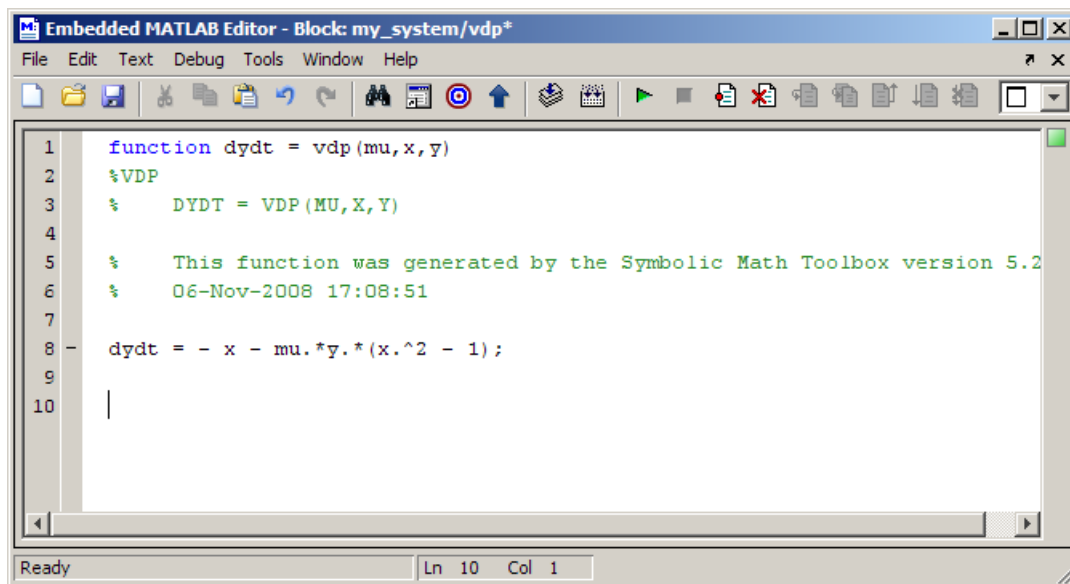 Embedded MATLAB Editor - Block: my_system/vdp*
File Edit Text Debug Tools Window Help
1 function dydt = vdp(mu,x,y)
2 %VDP
3 % DYDT = VDP(MU,X,Y)
4
5 % This function was generated by the Symbolic Math Toolbox version 5.2
6 % 06-Nov-2008 17:08:51
7
8 - dydt = - x - mu.*y.*(x.^2 - 1);
9
10
Ready Ln 10 Col 1